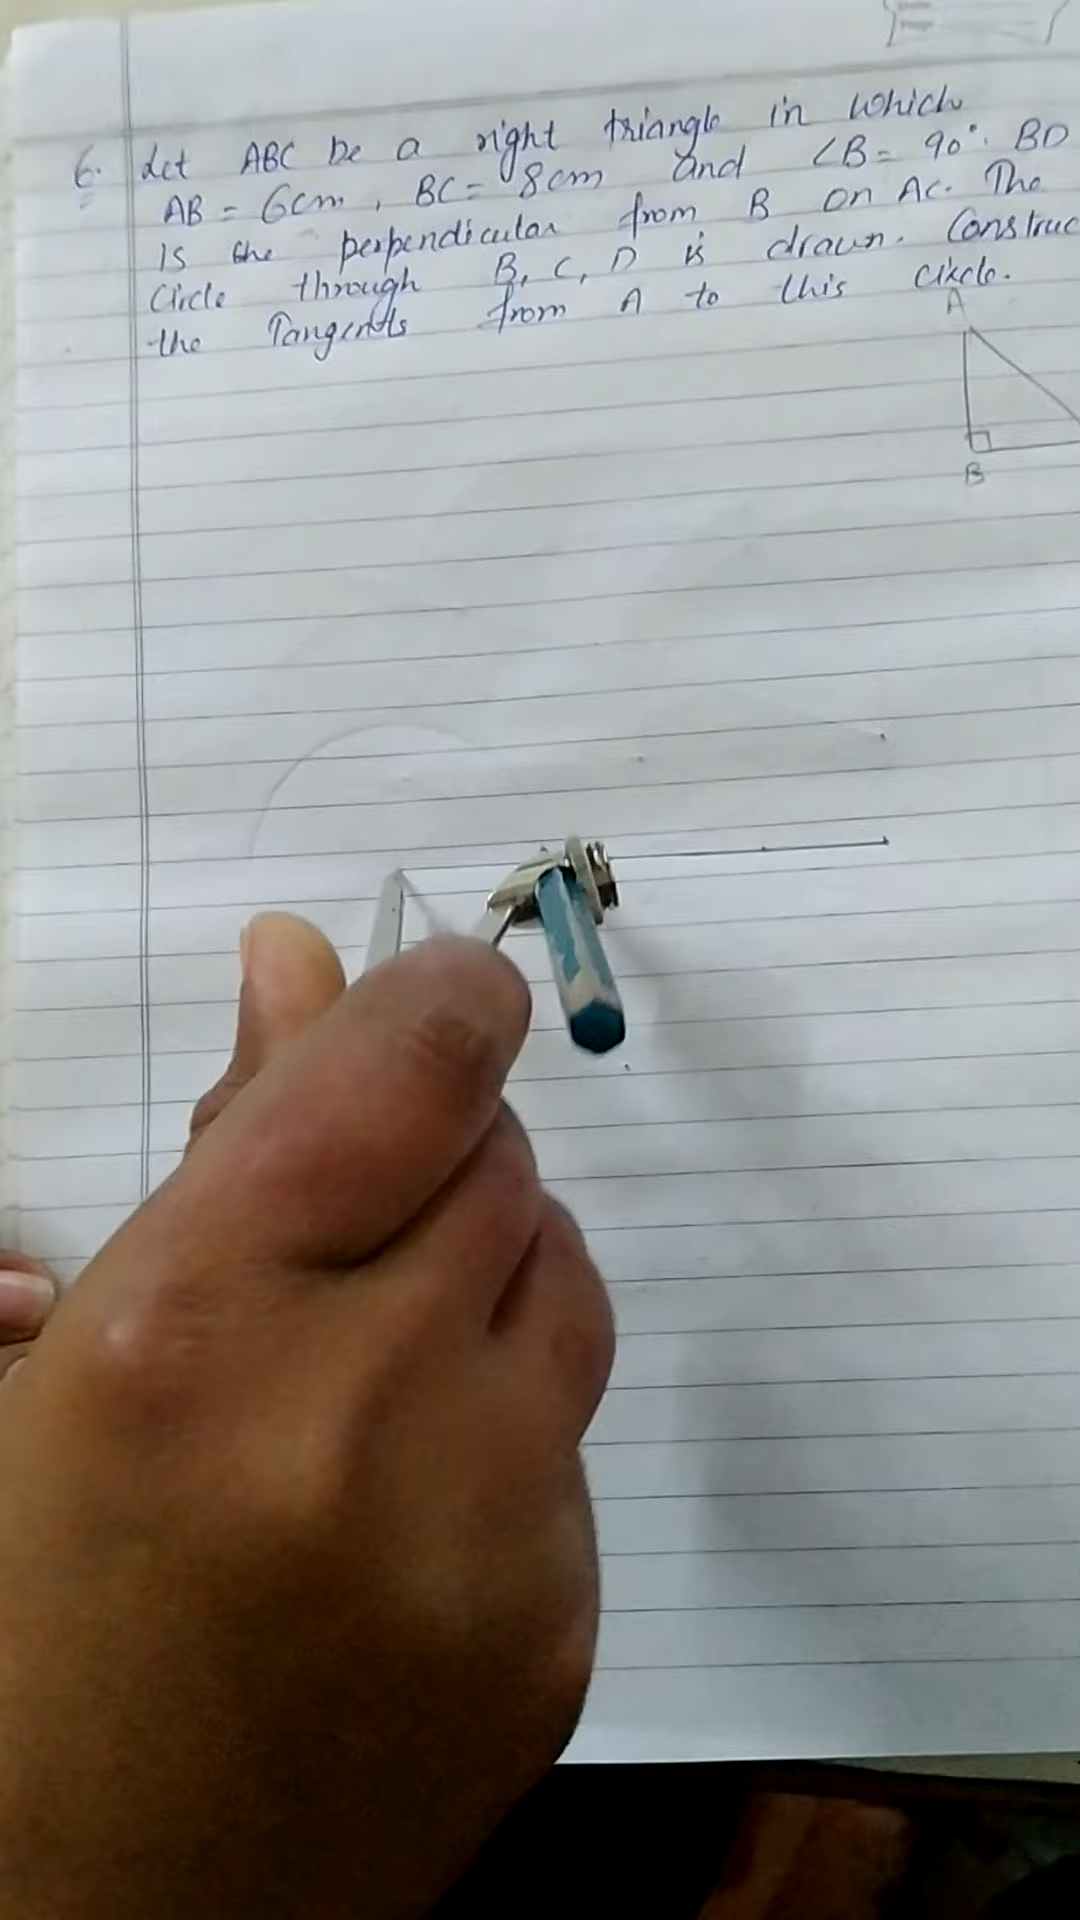 6. Let ABC be a right triangle in which
AB = 6cm, BC = 8cm and ∠B = 90°. BD
is the perpendicular from B on AC. The
Circle through B, C, D is drawn. Construc
the Tangents from A to this circle.
A
B